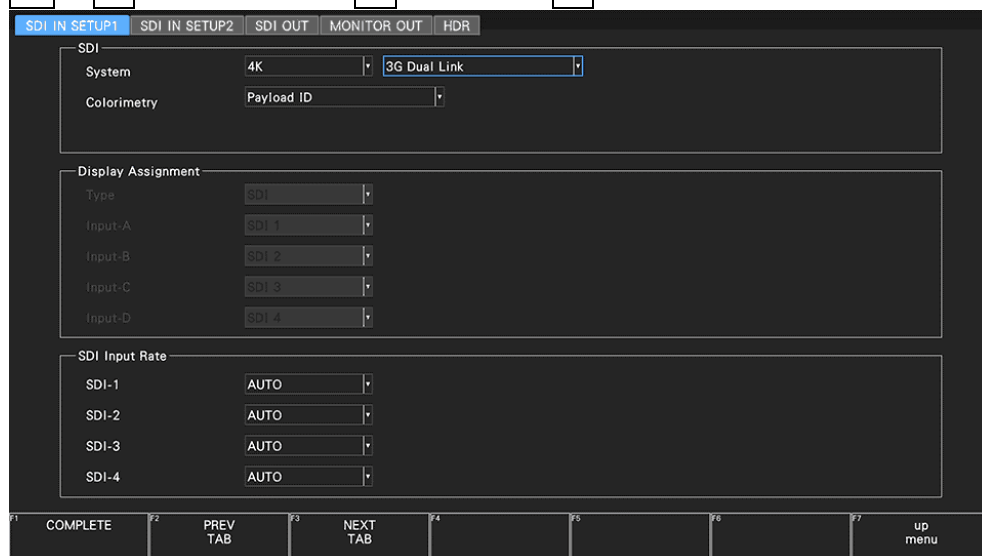 SDI IN SETUP1 SDI IN SETUP2 SDI OUT MONITOR OUT HDR
SDI
System 4K 3G Dual Link
Colorimetry Payload ID
Display Assignment
Type SDI
Input-A SDI 1
Input-B SDI 2
Input-C SDI 3
Input-D SDI 4
SDI Input Rate
SDI-1 AUTO
SDI-2 AUTO
SDI-3 AUTO
SDI-4 AUTO
F1 COMPLETE F2 PREV TAB F3 NEXT TAB F4 F5 F6 F7 up menu